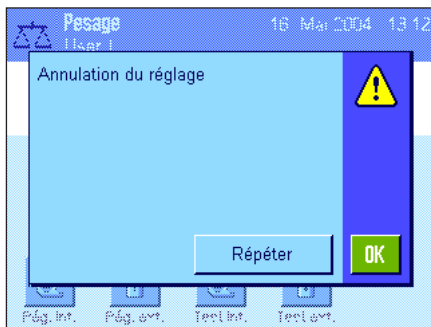 Pesage
16. Mai 2004 13:12
User 1
Annulation du réglage
Répéter
OK
Rég. int.
Rég. ext.
Test int.
Test ext.